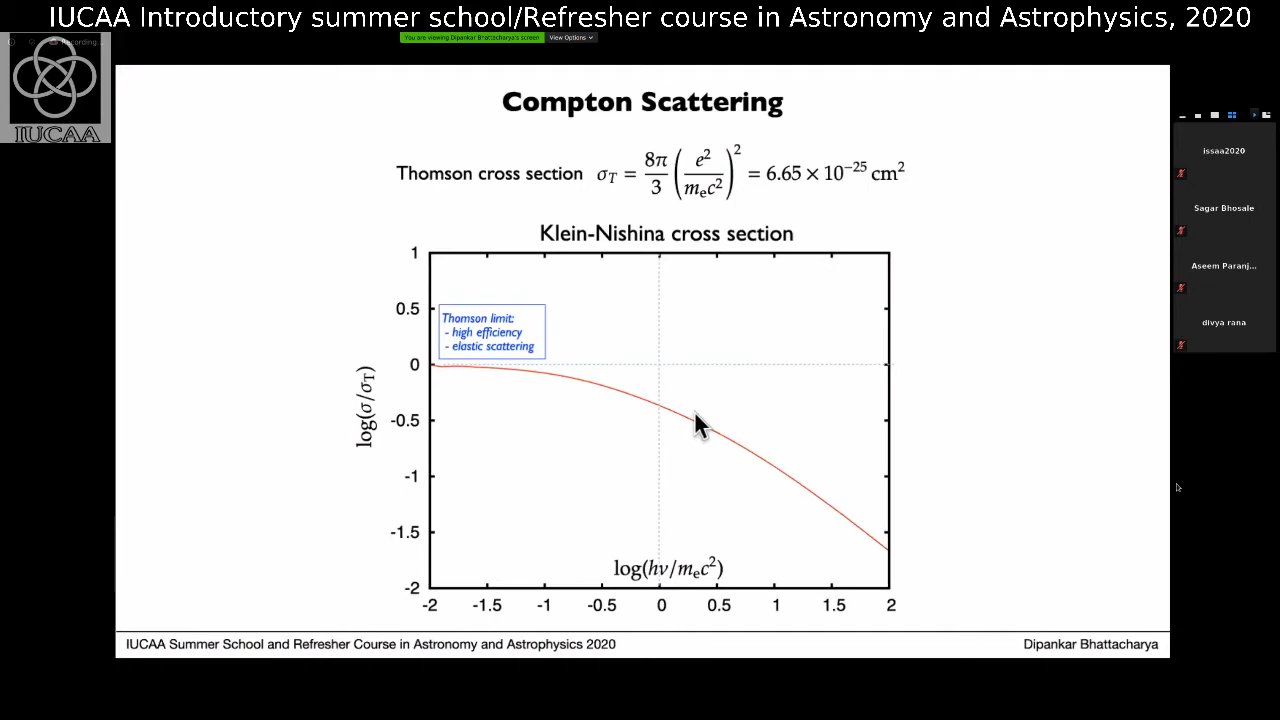 IUCAA Introductory summer school/Refresher course in Astronomy and Astrophysics, 2020
Recording...
You are viewing Dipankar Bhattacharya's screen
View Options
IUCAA
Compton Scattering
Thomson cross section σ_T = 8π/3 (e²/m_e c²)² = 6.65 × 10⁻²⁵ cm²
Klein-Nishina cross section
1
0.5
0
-0.5
-1
-1.5
-2
Thomson limit:
- high efficiency
- elastic scattering
log(σ/σ_T)
log(hν/m_e c²)
-2 -1.5 -1 -0.5 0 0.5 1 1.5 2
IUCAA Summer School and Refresher Course in Astronomy and Astrophysics 2020
Dipankar Bhattacharya
issaa2020
Sagar Bhosale
Aseem Paranj...
divya rana